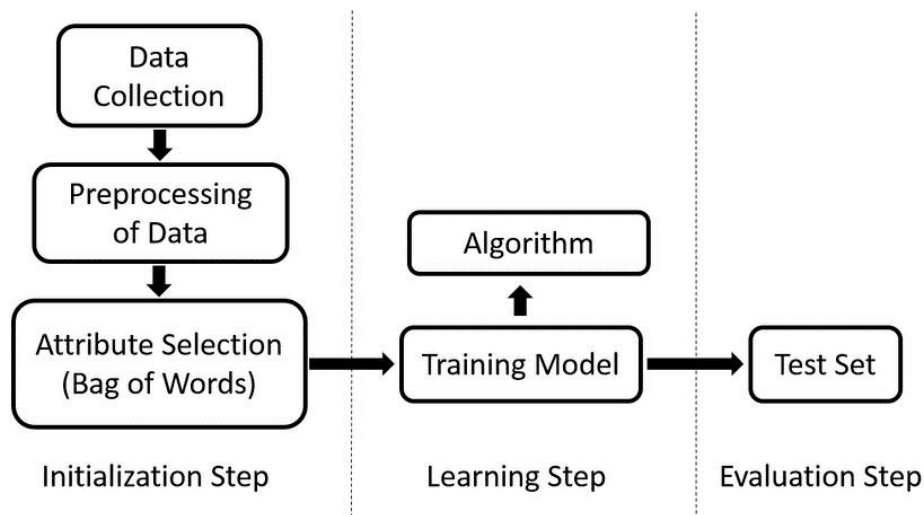 Data
Collection
Preprocessing
of Data
Attribute Selection
(Bag of Words)
Initialization Step
Algorithm
Training Model
Learning Step
Test Set
Evaluation Step